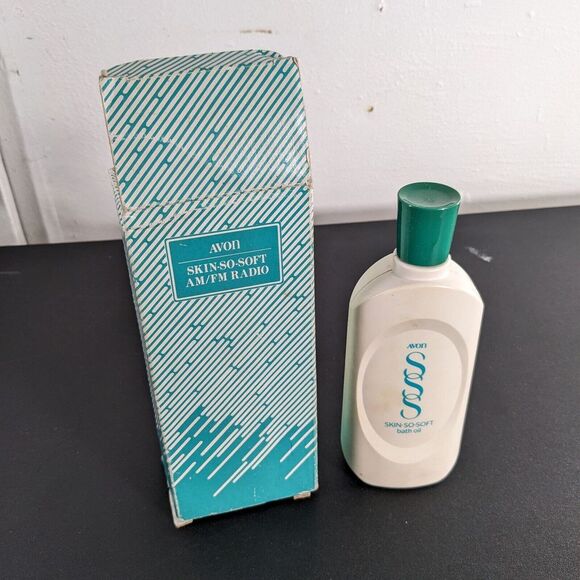 AVON
SKIN-SO-SOFT
AM/FM RADIO
AVON
SSS
SKIN·SO·SOFT
bath oil